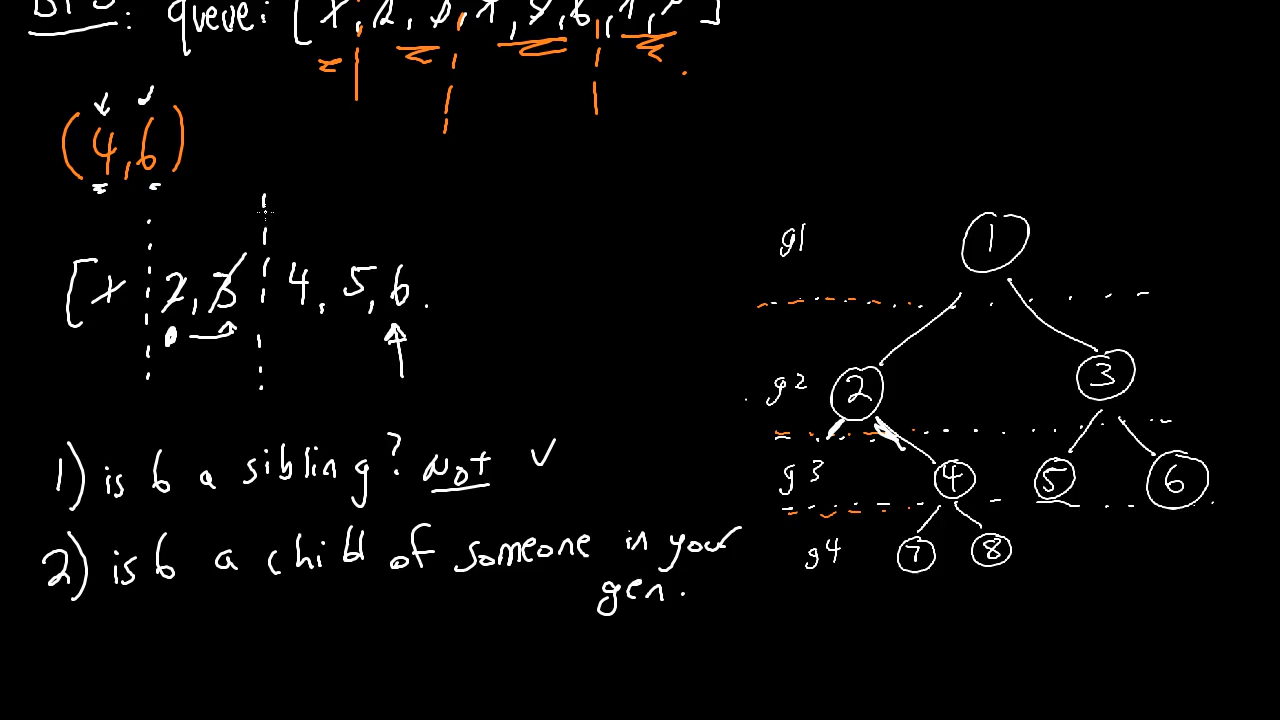 queue: [
(4,6)
[1 2, 3 4, 5, 6.
1) is 6 a sibling? Not ✓
2) is 6 a child of someone in your
gen.
g1 1
g2 2 3
g3 4 5 6
g4 7 8